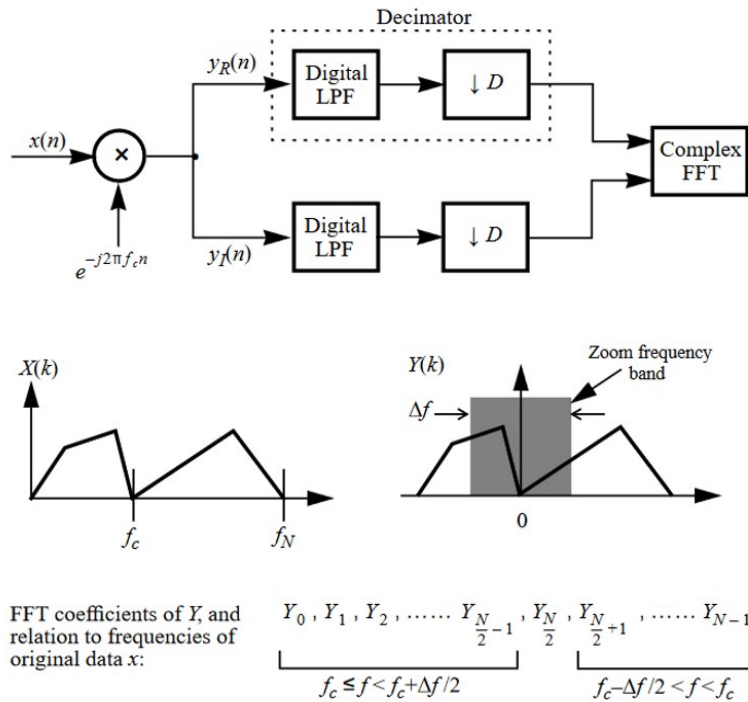 Decimator
y_R(n)
Digital
LPF
↓ D
x(n)
×
Complex
FFT
e^{-j2πf_c n}
y_I(n)
Digital
LPF
↓ D
X(k)
f_c
f_N
Y(k)
Zoom frequency
band
Δf
0
FFT coefficients of Y, and
relation to frequencies of
original data x:
Y_0 , Y_1 , Y_2 , …… Y_{N/2 -1} , Y_{N/2} , Y_{N/2 +1} , …… Y_{N-1}
f_c ≤ f < f_c+Δf/2
f_c–Δf/2 < f < f_c